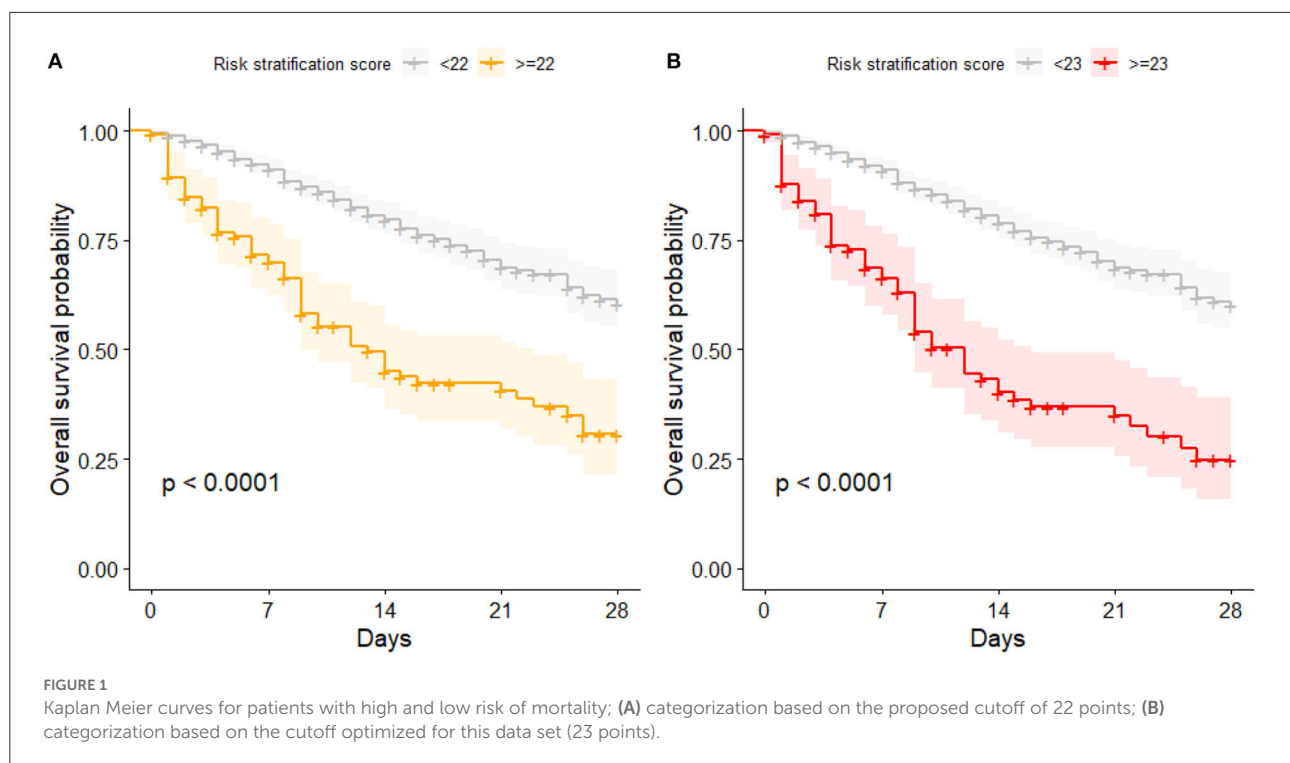 A
Risk stratification score <22 >=22
Overall survival probability
1.00
0.75
0.50
0.25
0.00
p < 0.0001
0 7 14 21 28
Days
B
Risk stratification score <23 >=23
Overall survival probability
1.00
0.75
0.50
0.25
0.00
p < 0.0001
0 7 14 21 28
Days
FIGURE 1
Kaplan Meier curves for patients with high and low risk of mortality; (A) categorization based on the proposed cutoff of 22 points; (B)
categorization based on the cutoff optimized for this data set (23 points).